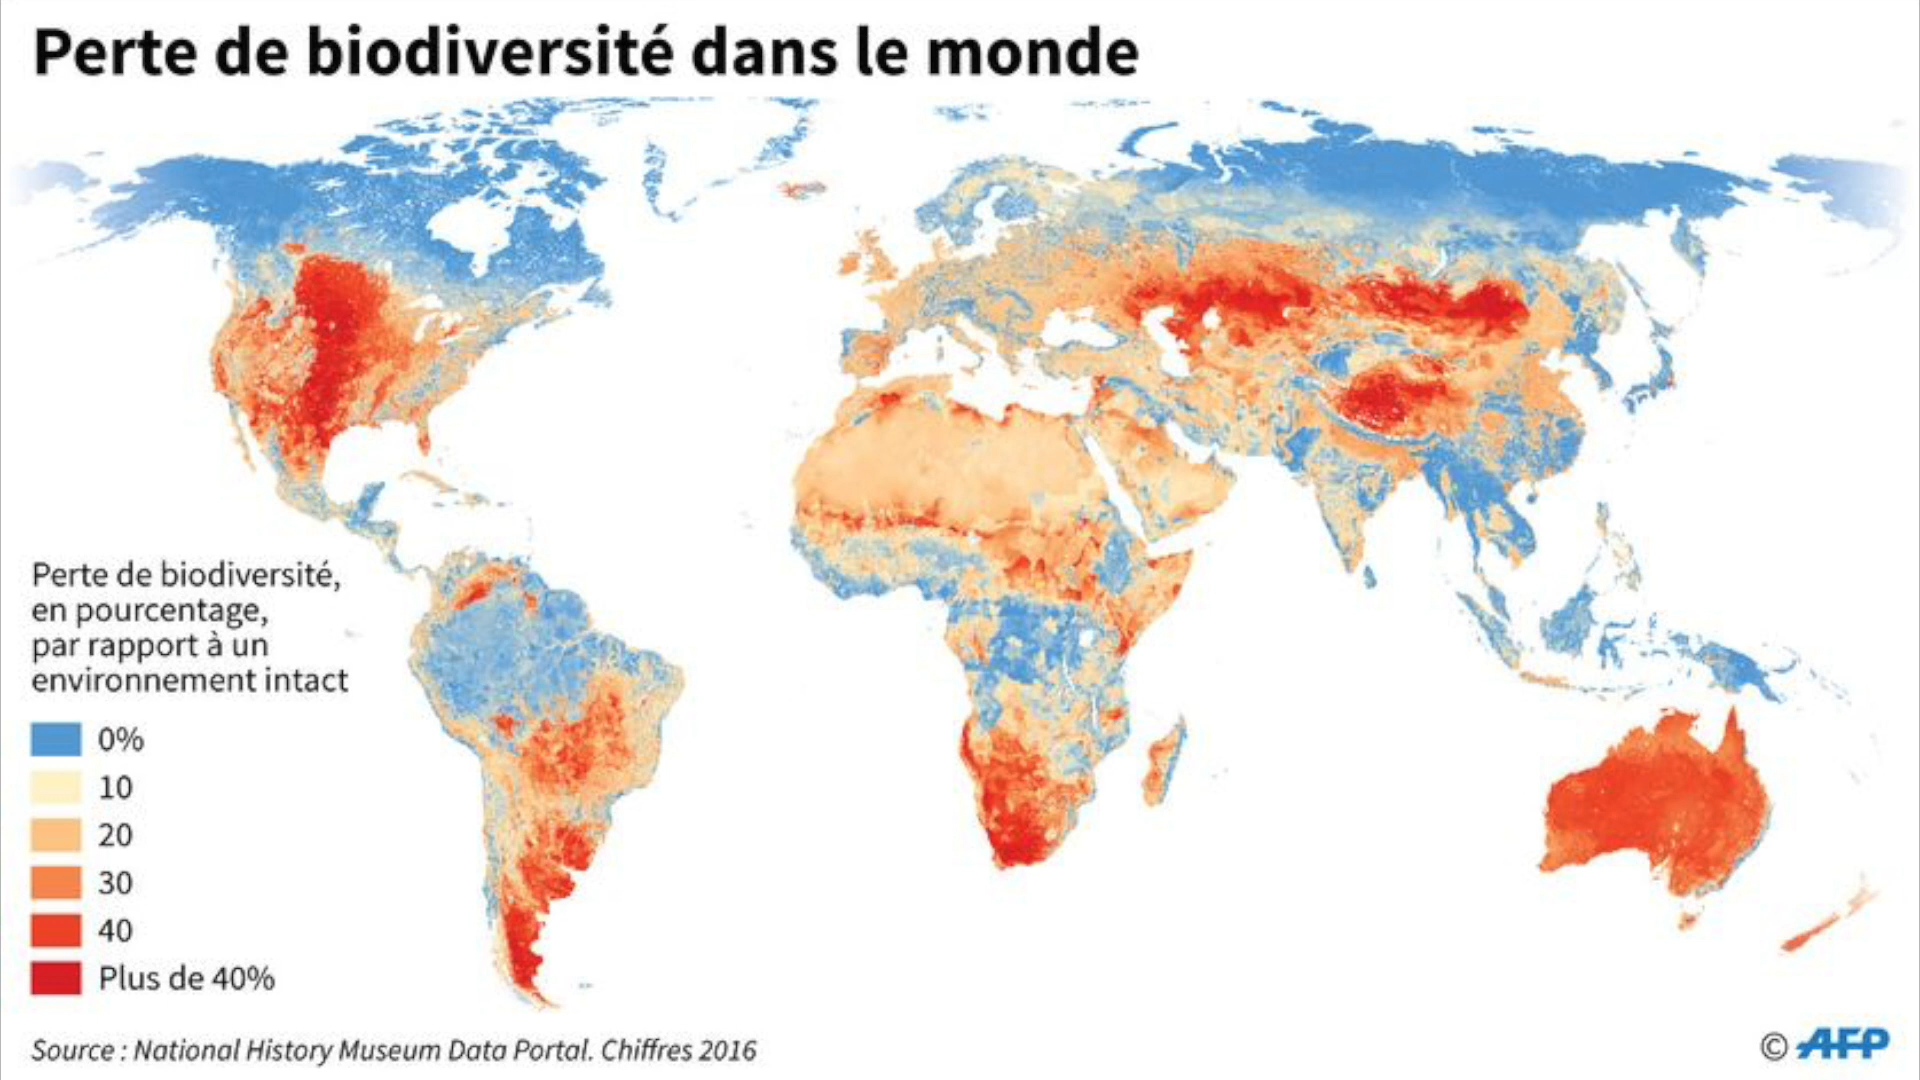 Perte de biodiversité dans le monde
Perte de biodiversité,
en pourcentage,
par rapport à un
environnement intact
0%
10
20
30
40
Plus de 40%
Source : National History Museum Data Portal. Chiffres 2016
© AFP